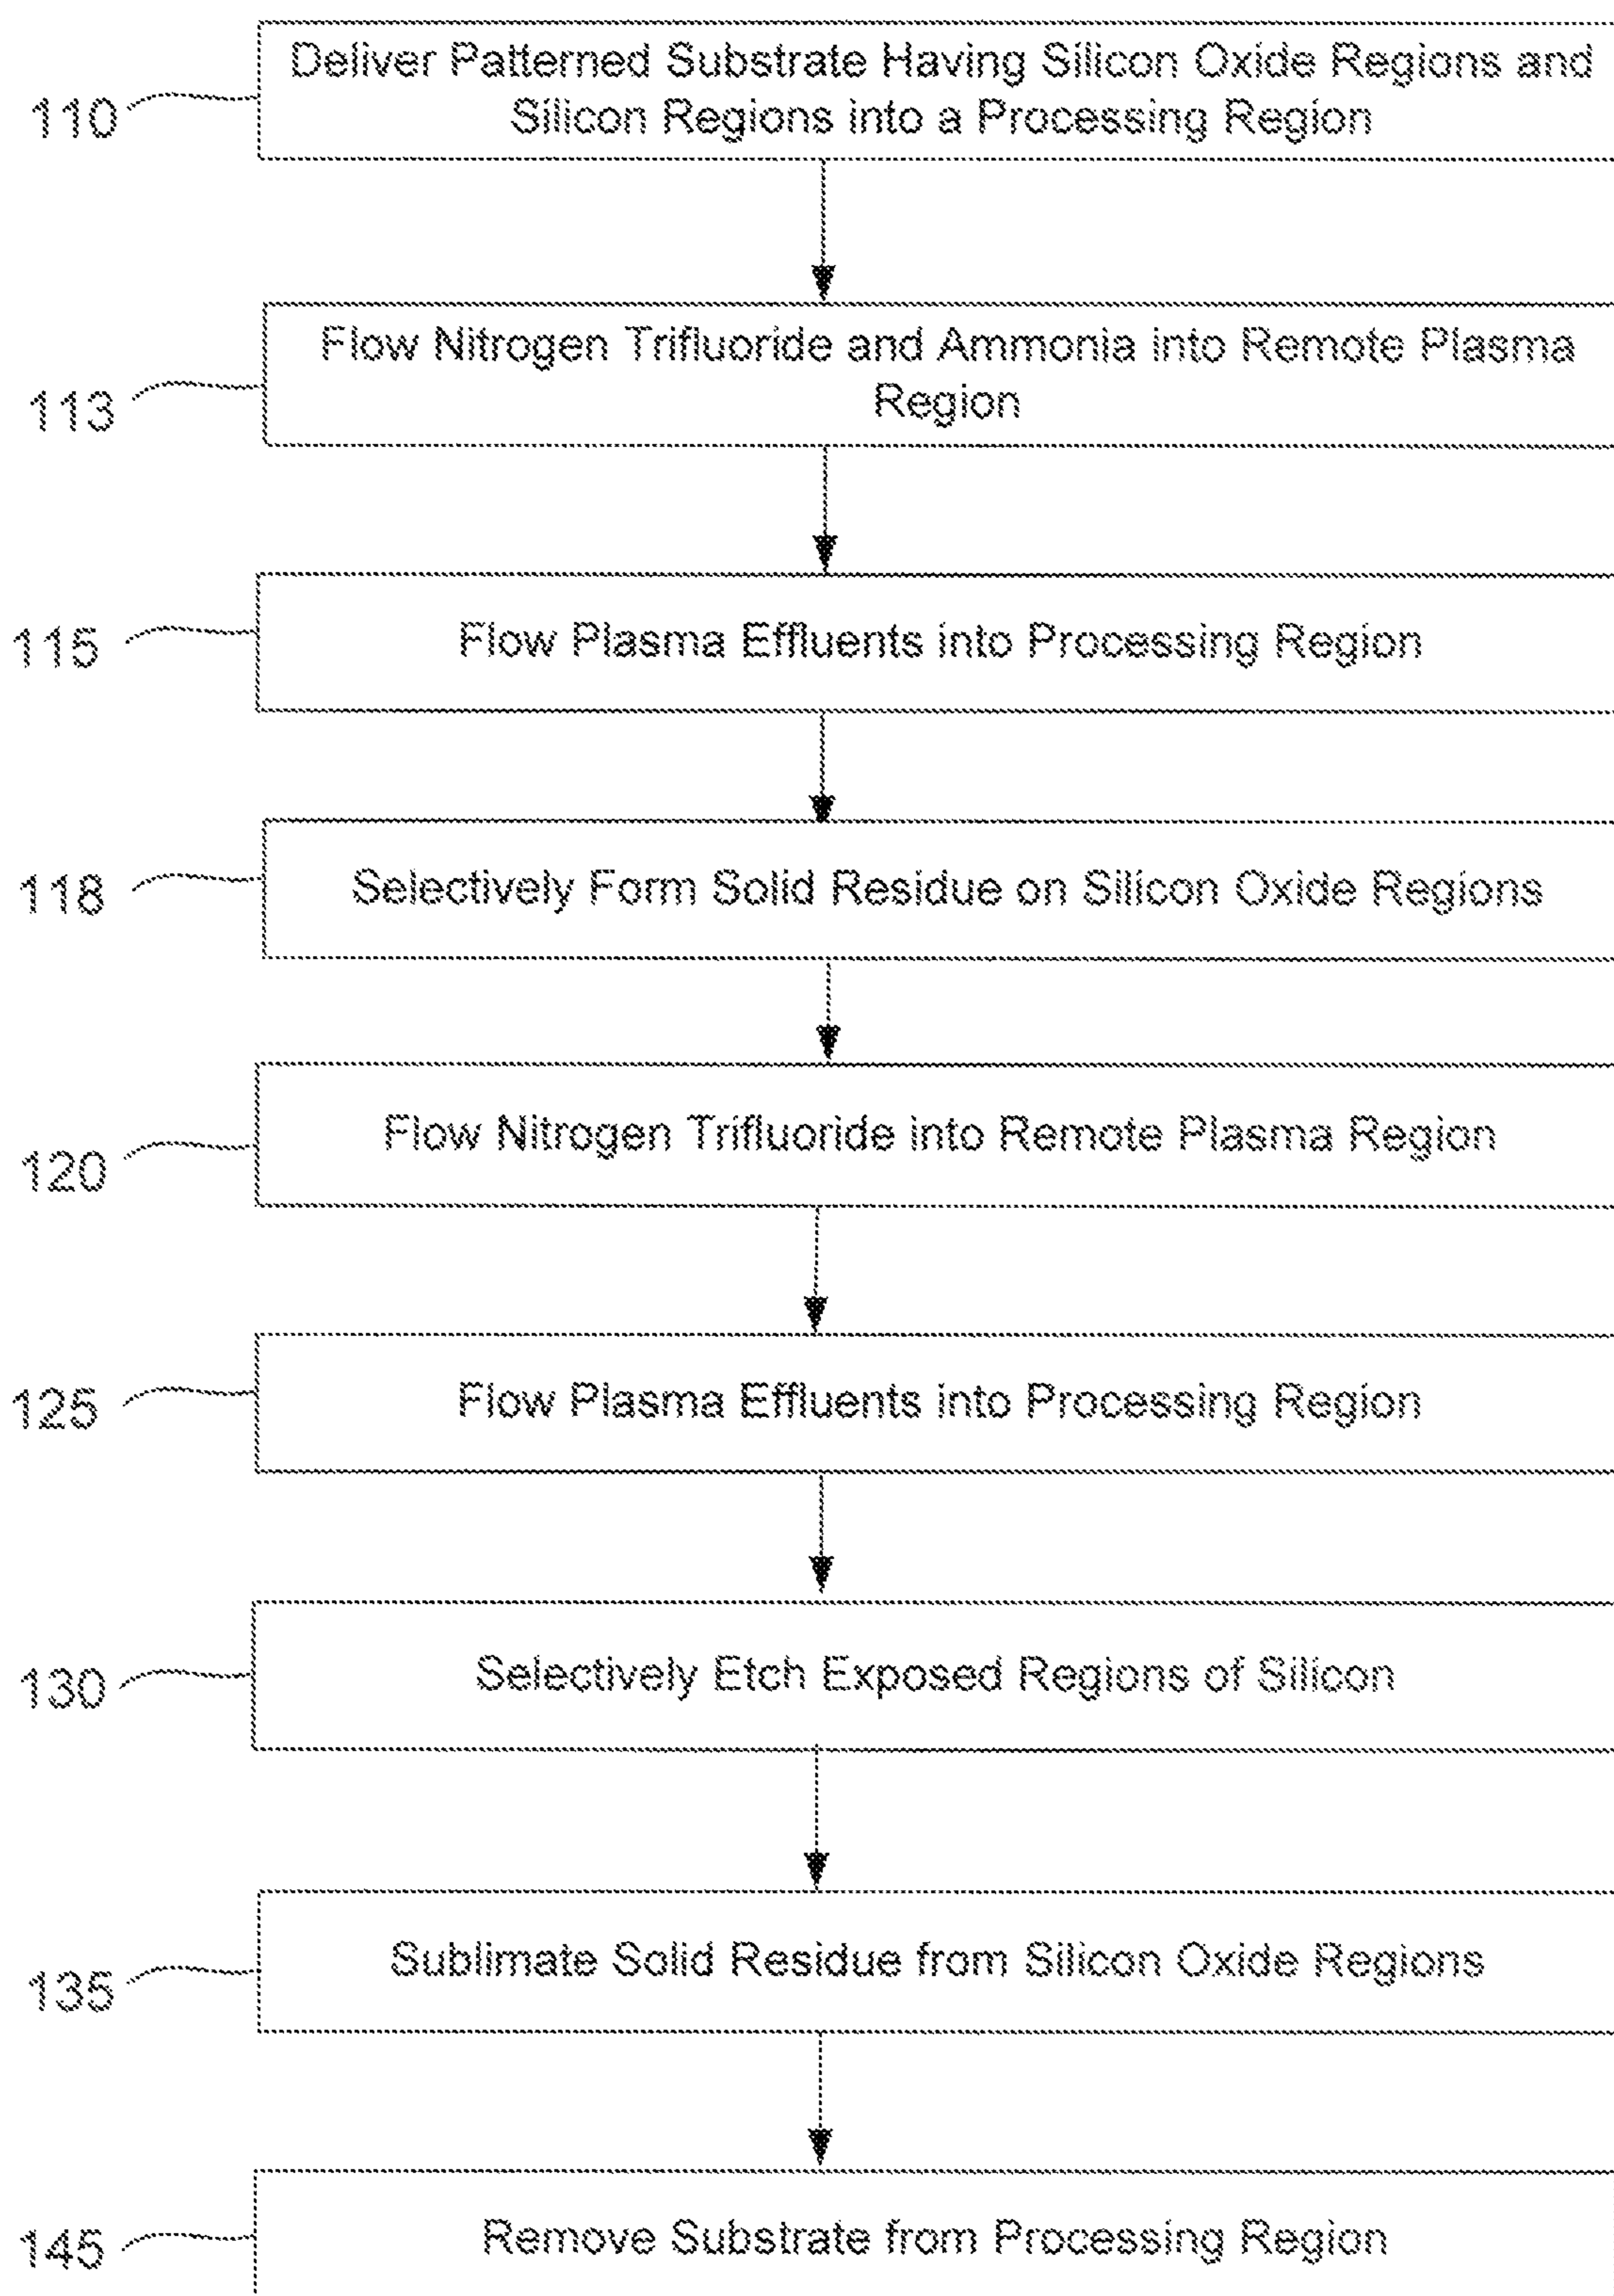 Deliver Patterned Substrate Having Silicon Oxide Regions and
110
Silicon Regions into a Processing Region
Flow Nitrogen Trifluoride and Ammonia into Remote Plasma
113
Region
115
Flow Plasma Effluents into Processing Region
118
Selectively Form Solid Residue on Silicon Oxide Regions
120
Flow Nitrogen Trifluoride into Remote Plasma Region
125
Flow Plasma Effluents into Processing Region
130
Selectively Etch Exposed Regions of Silicon
135
Sublimate Solid Residue from Silicon Oxide Regions
145
Remove Substrate from Processing Region